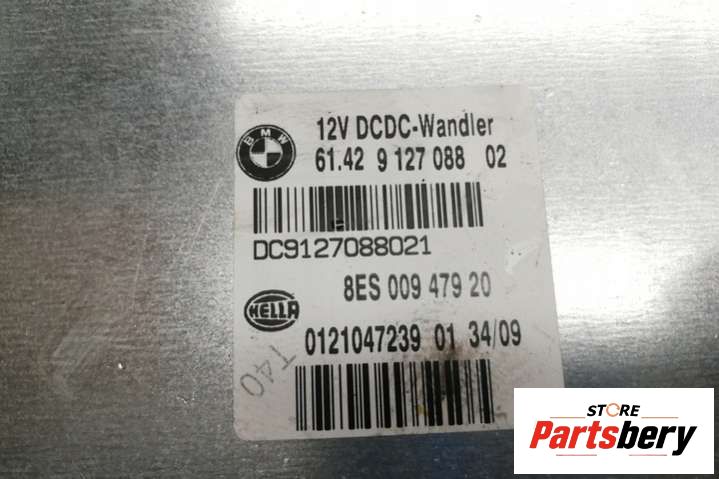 BMW
12V DCDC-Wandler
61.42 9 127 088 02
DC9127088021
8ES 009 479 20
HELLA
0121047239 01 34/09
T40
STORE
Partsbery